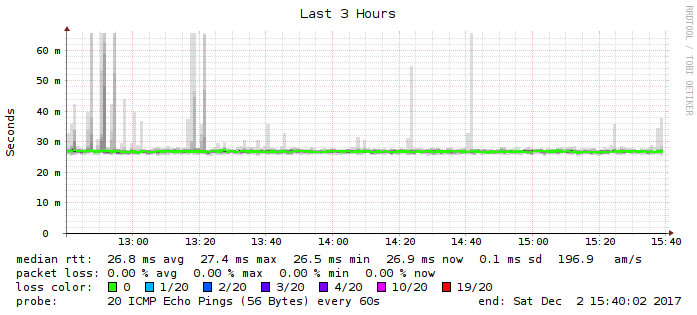 Last 3 Hours
RRDTOOL / TOBI OETIKER
Seconds
60 m
50 m
40 m
30 m
20 m
10 m
0
13:00 13:20 13:40 14:00 14:20 14:40 15:00 15:20 15:40
median rtt: 26.8 ms avg 27.4 ms max 26.5 ms min 26.9 ms now 0.1 ms sd 196.9 am/s
packet loss: 0.00 % avg 0.00 % max 0.00 % min 0.00 % now
loss color: 0 1/20 2/20 3/20 4/20 10/20 19/20
probe: 20 ICMP Echo Pings (56 Bytes) every 60s end: Sat Dec 2 15:40:02 2017